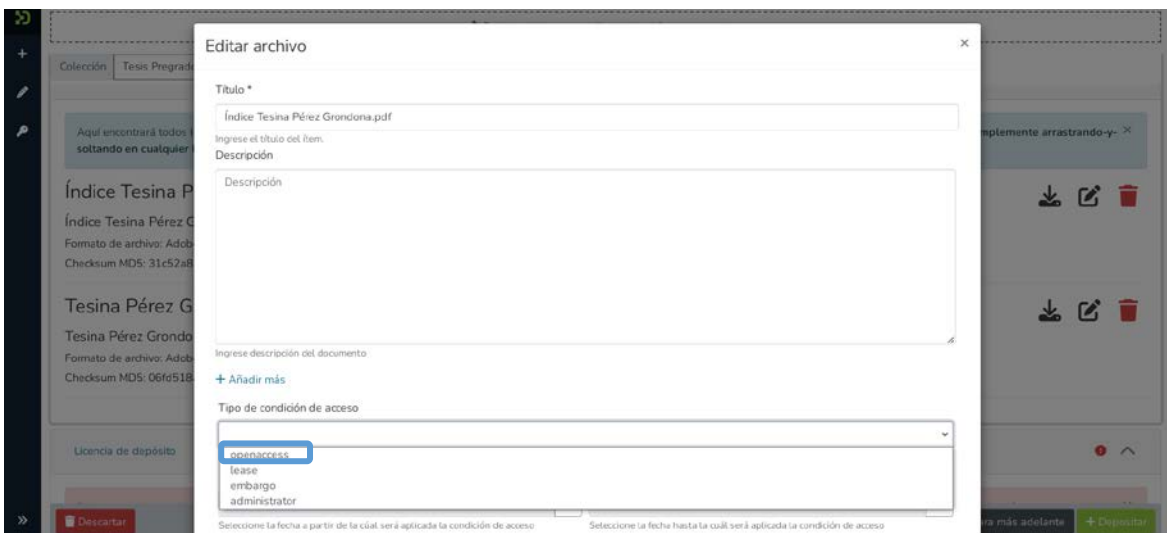 Editar archivo ×
Colección Tesis Pregrado
Título *
Índice Tesina Pérez Grondona.pdf
Ingrese el título del ítem.
Aquí encontrará todos
mplemente arrastrando-y- ×
soltando en cualquier
Descripción
Descripción
Índice Tesina P
Índice Tesina Pérez G
Formato de archivo: Adob
Checksum MD5: 31c52a8
Tesina Pérez G
Tesina Pérez Grondo
Formato de archivo: Adob
Checksum MD5: 06fd518
Ingrese descripción del documento
+ Añadir más
Tipo de condición de acceso
Licencia de depósito
openaccess
lease
embargo
administrator
Descartar
Seleccione la fecha a partir de la cúal será aplicada la condición de acceso
Seleccione la fecha hasta la cuál será aplicada la condición de acceso
ra más adelante
+ Depositar